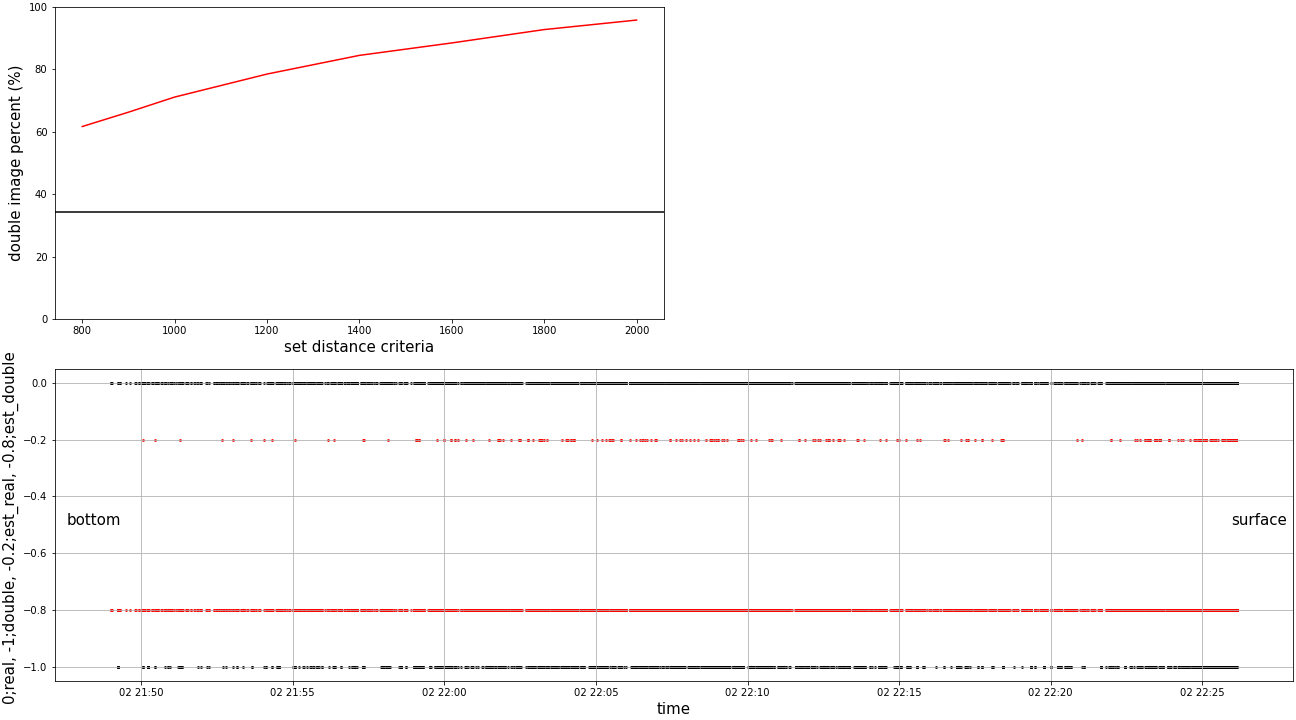 100
80
60
40
20
0
double image percent (%)
800 1000 1200 1400 1600 1800 2000
set distance criteria
0.0
−0.2
−0.4
−0.6
−0.8
−1.0
0;real, -1;double, -0.2;est_real, -0.8;est_double
bottom
surface
02 21:50 02 21:55 02 22:00 02 22:05 02 22:10 02 22:15 02 22:20 02 22:25
time